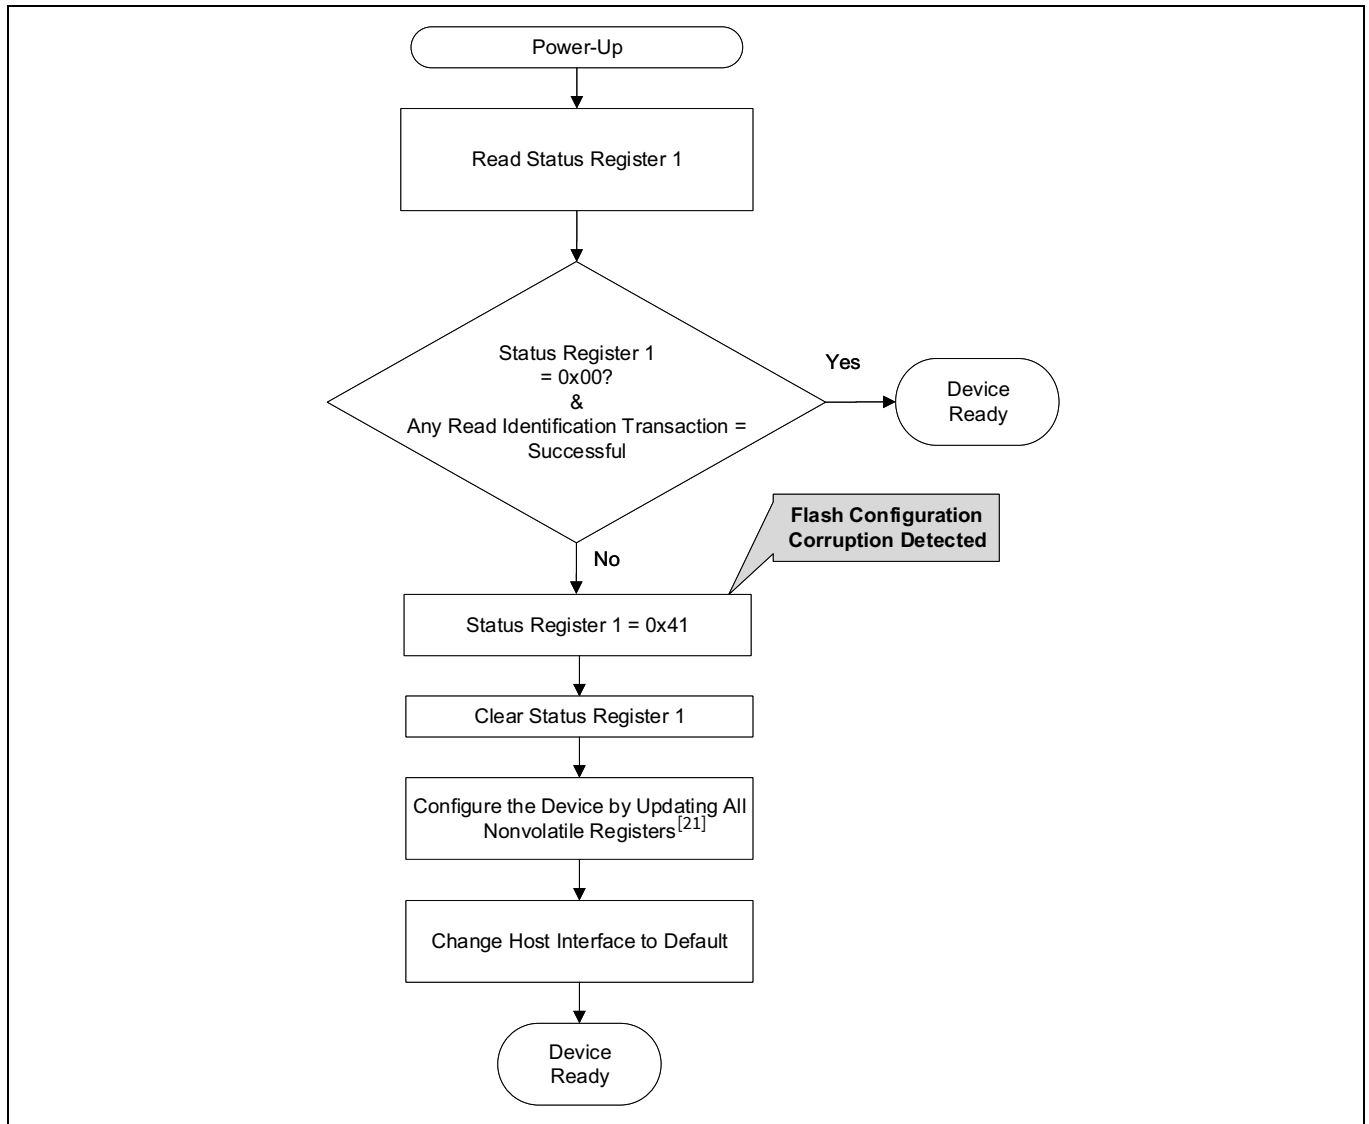 Power-Up
Read Status Register 1
Status Register 1
= 0x00?
&
Any Read Identification Transaction =
Successful
Yes
Device
Ready
Flash Configuration
Corruption Detected
No
Status Register 1 = 0x41
Clear Status Register 1
Configure the Device by Updating All
Nonvolatile Registers[21]
Change Host Interface to Default
Device
Ready